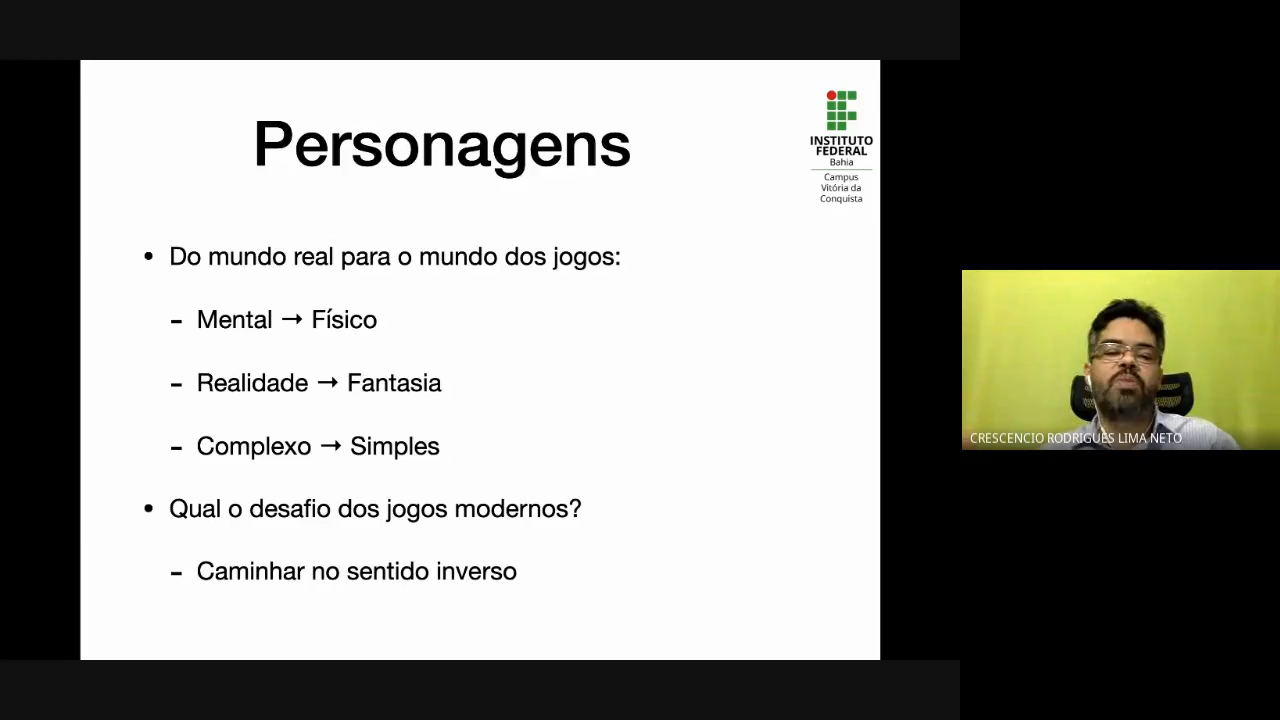 Personagens
INSTITUTO
FEDERAL
Bahia
Campus
Vitória da
Conquista
• Do mundo real para o mundo dos jogos:
- Mental → Físico
- Realidade → Fantasia
- Complexo → Simples
• Qual o desafio dos jogos modernos?
- Caminhar no sentido inverso
CRESCENCIO RODRIGUES LIMA NETO